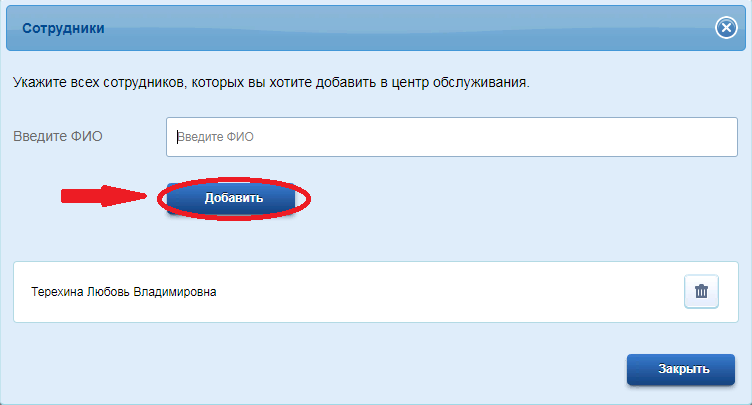 Сотрудники
Укажите всех сотрудников, которых вы хотите добавить в центр обслуживания.
Введите ФИО
Введите ФИО
Добавить
Терехина Любовь Владимировна
Закрыть